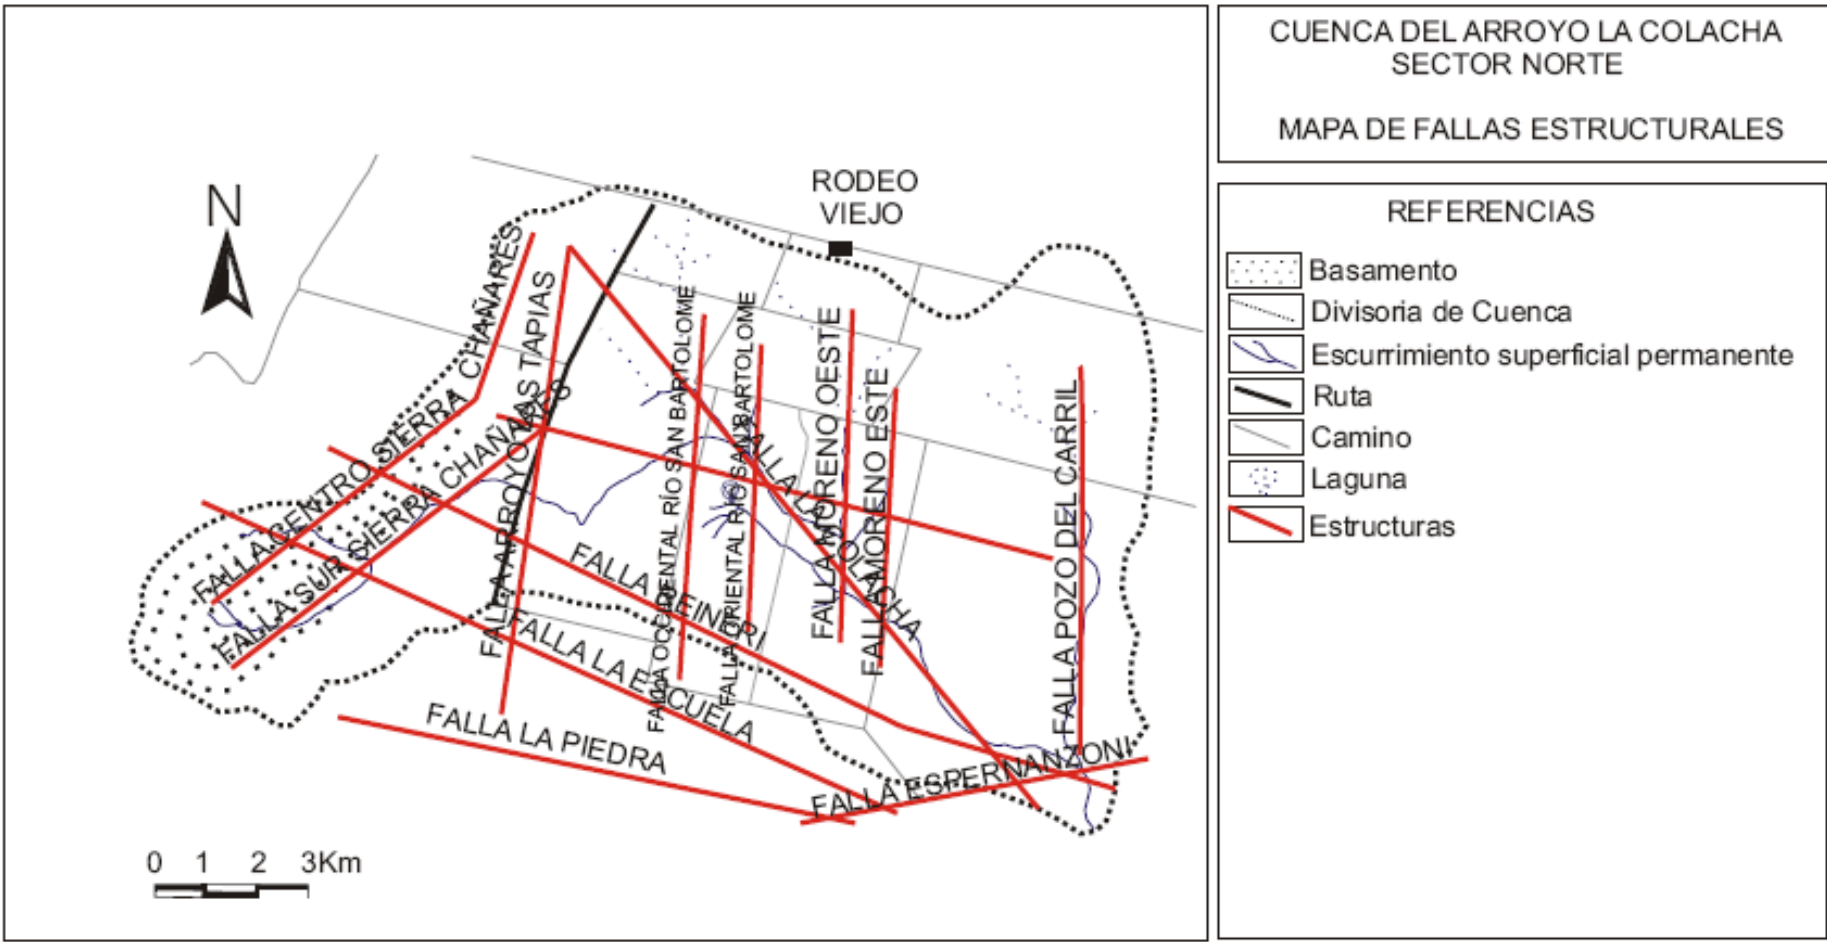 CUENCA DEL ARROYO LA COLACHA
SECTOR NORTE
MAPA DE FALLAS ESTRUCTURALES
REFERENCIAS
Basamento
Divisoria de Cuenca
Escurrimiento superficial permanente
Ruta
Camino
Laguna
Estructuras
N
RODEO
VIEJO
FALLA CENTRO SIERRA CHAÑARES
FALLA SUR SIERRA CHAÑARES
FALLA ARROYO LAS TAPIAS
FALLA OCCIDENTAL RÍO SAN BARTOLOME
FALLA ORIENTAL RÍO SAN BARTOLOME
FALLA MORENO OESTE
FALLA MORENO ESTE
FALLA LA COLACHA
FALLA POZO DEL CARRIL
FALLA REINERI
FALLA LA ESCUELA
FALLA LA PIEDRA
FALLA ESPERNANZONI
0 1 2 3Km